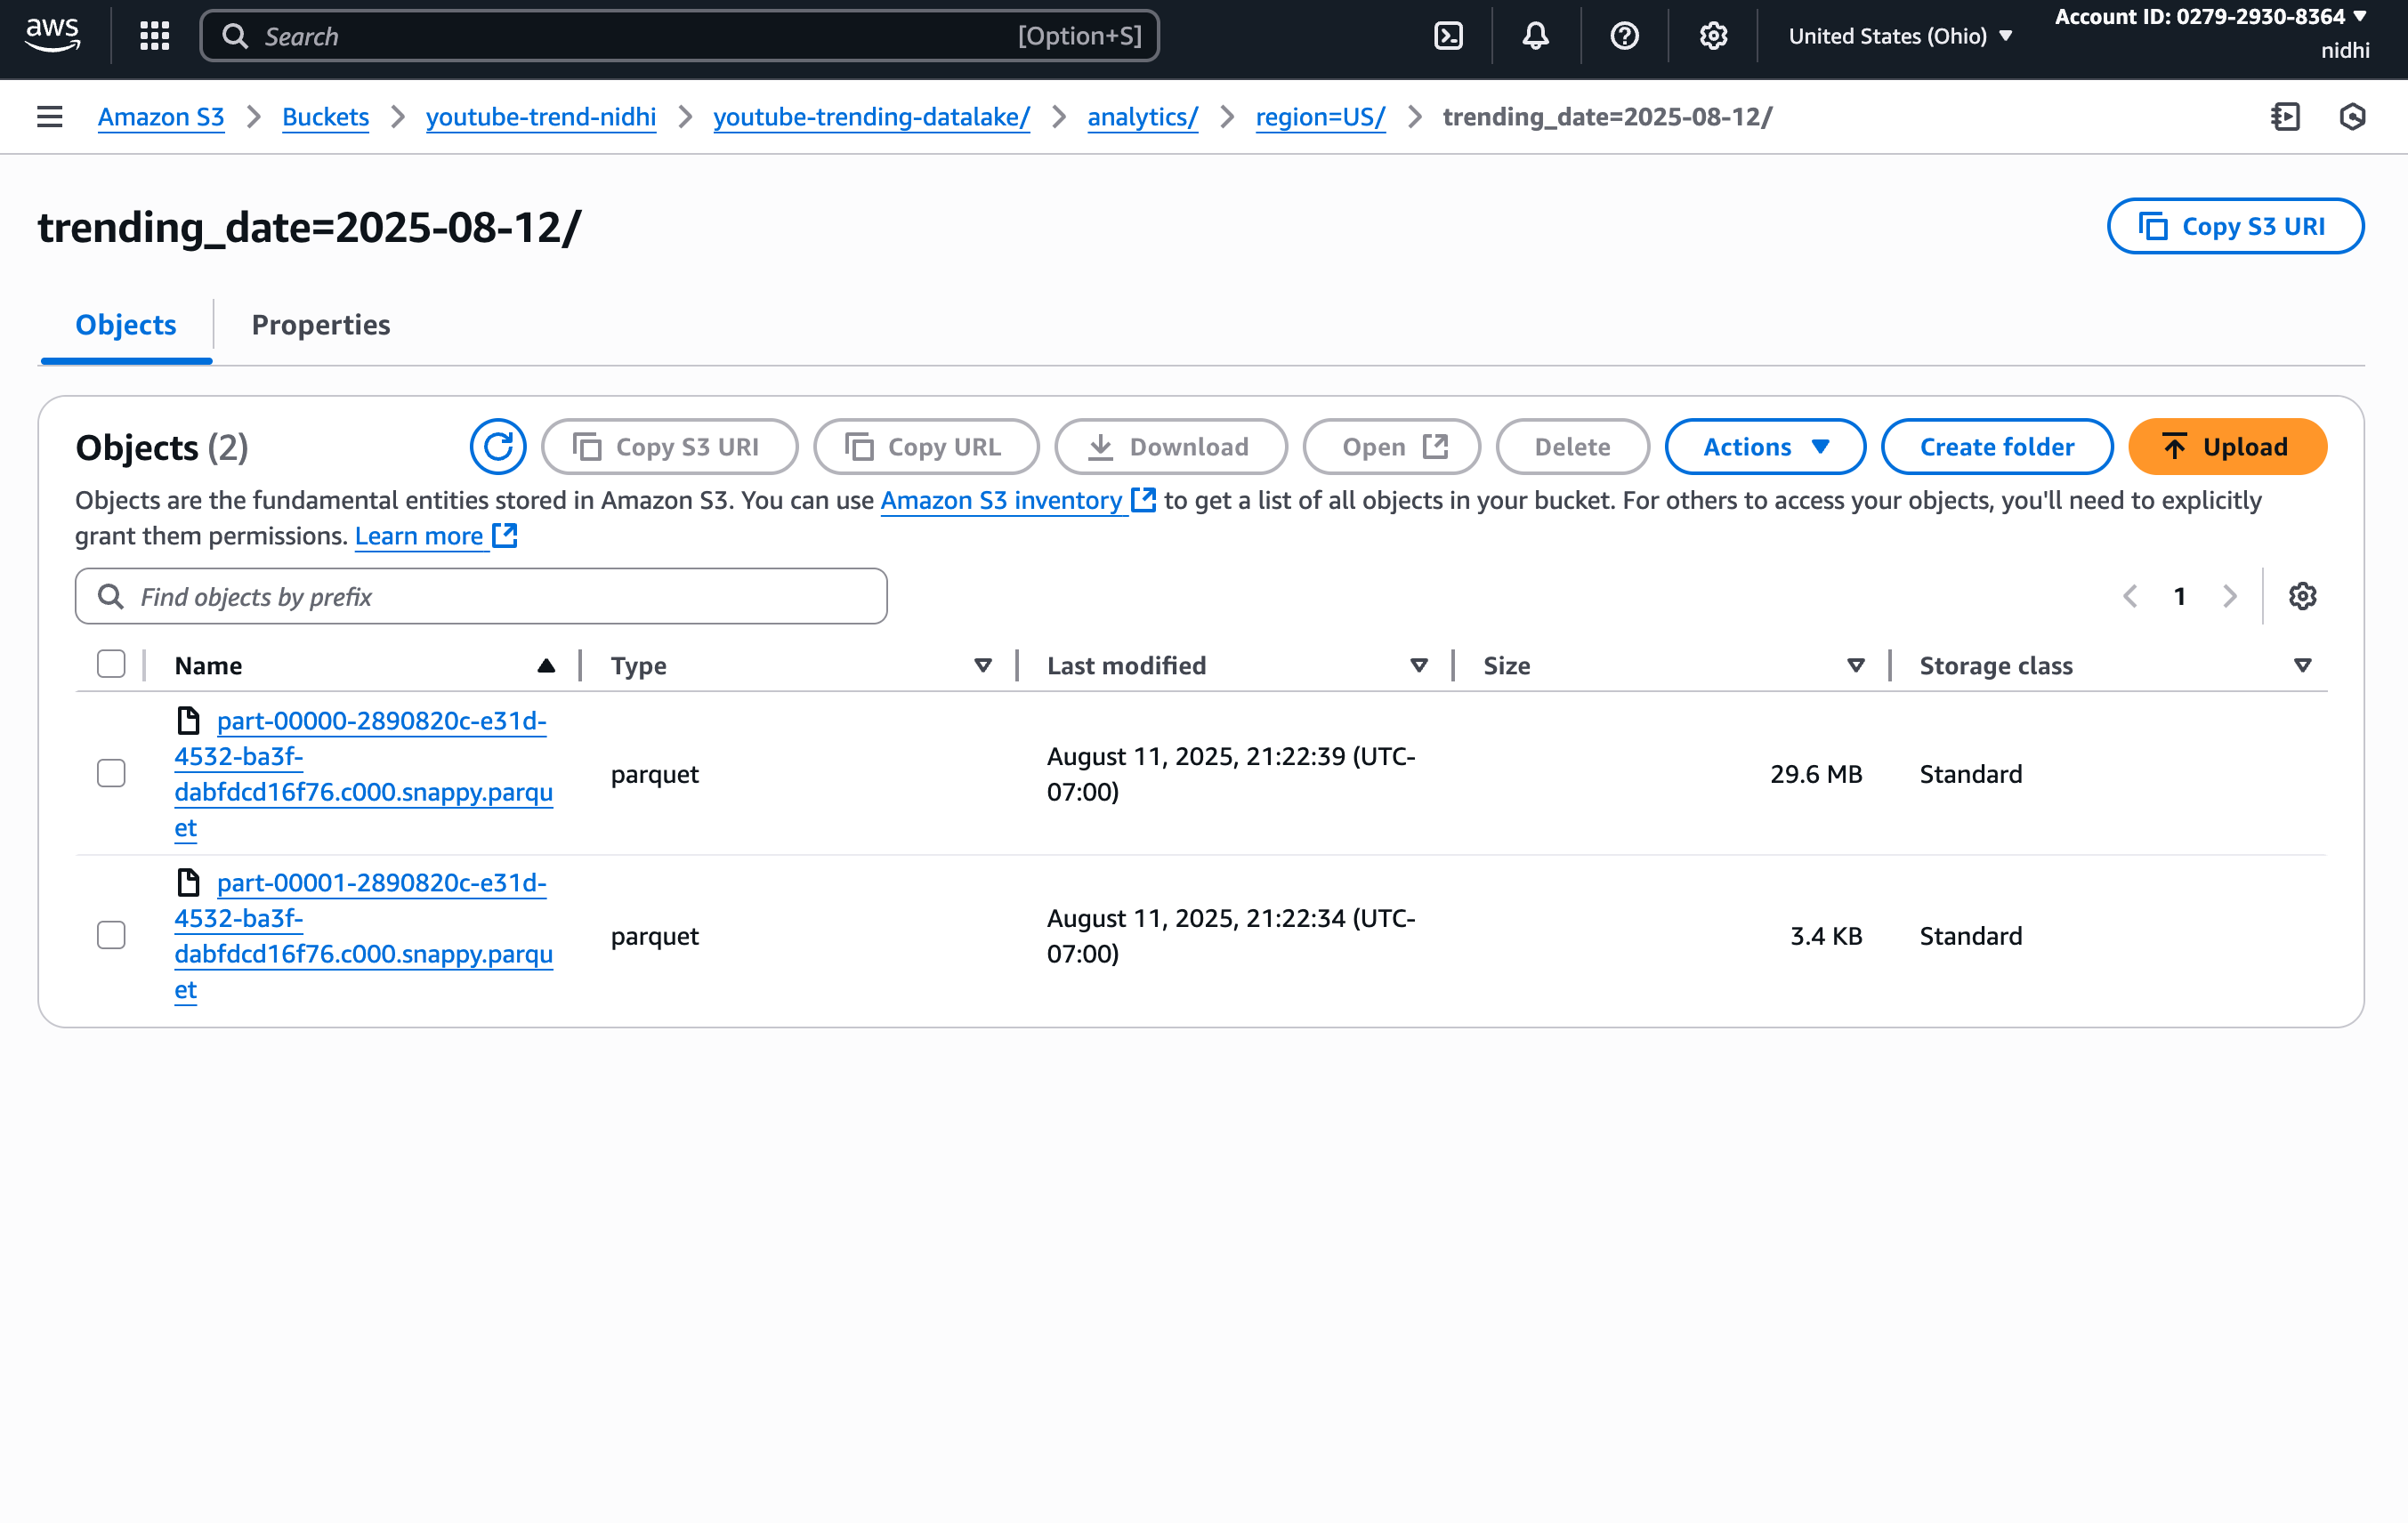 aws
Search
[Option+S]
United States (Ohio)
Account ID: 0279-2930-8364
nidhi
Amazon S3
Buckets
youtube-trend-nidhi
youtube-trending-datalake/
analytics/
region=US/
trending_date=2025-08-12/
trending_date=2025-08-12/
Copy S3 URI
Objects
Properties
Objects (2)
Copy S3 URI
Copy URL
Download
Open
Delete
Actions
Create folder
Upload
Objects are the fundamental entities stored in Amazon S3. You can use Amazon S3 inventory to get a list of all objects in your bucket. For others to access your objects, you'll need to explicitly
grant them permissions. Learn more
Find objects by prefix
1
Name
Type
Last modified
Size
Storage class
part-00000-2890820c-e31d-
4532-ba3f-
dabfdcd16f76.c000.snappy.parqu
et
parquet
August 11, 2025, 21:22:39 (UTC-
07:00)
29.6 MB
Standard
part-00001-2890820c-e31d-
4532-ba3f-
dabfdcd16f76.c000.snappy.parqu
et
parquet
August 11, 2025, 21:22:34 (UTC-
07:00)
3.4 KB
Standard